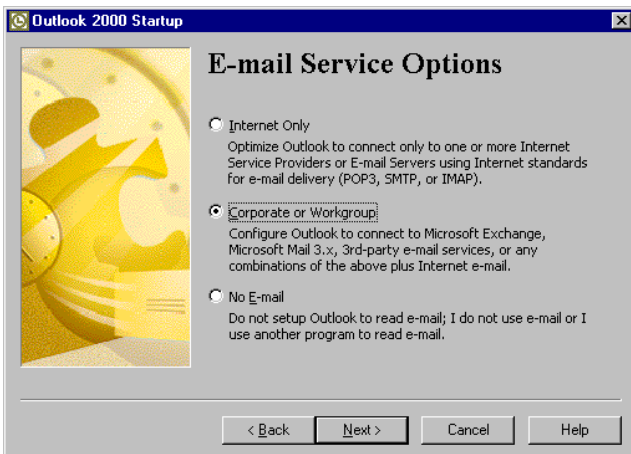 Outlook 2000 Startup
E-mail Service Options
Internet Only
Optimize Outlook to connect only to one or more Internet
Service Providers or E-mail Servers using Internet standards
for e-mail delivery (POP3, SMTP, or IMAP).
Corporate or Workgroup
Configure Outlook to connect to Microsoft Exchange,
Microsoft Mail 3.x, 3rd-party e-mail services, or any
combinations of the above plus Internet e-mail.
No E-mail
Do not setup Outlook to read e-mail; I do not use e-mail or I
use another program to read e-mail.
< Back Next > Cancel Help